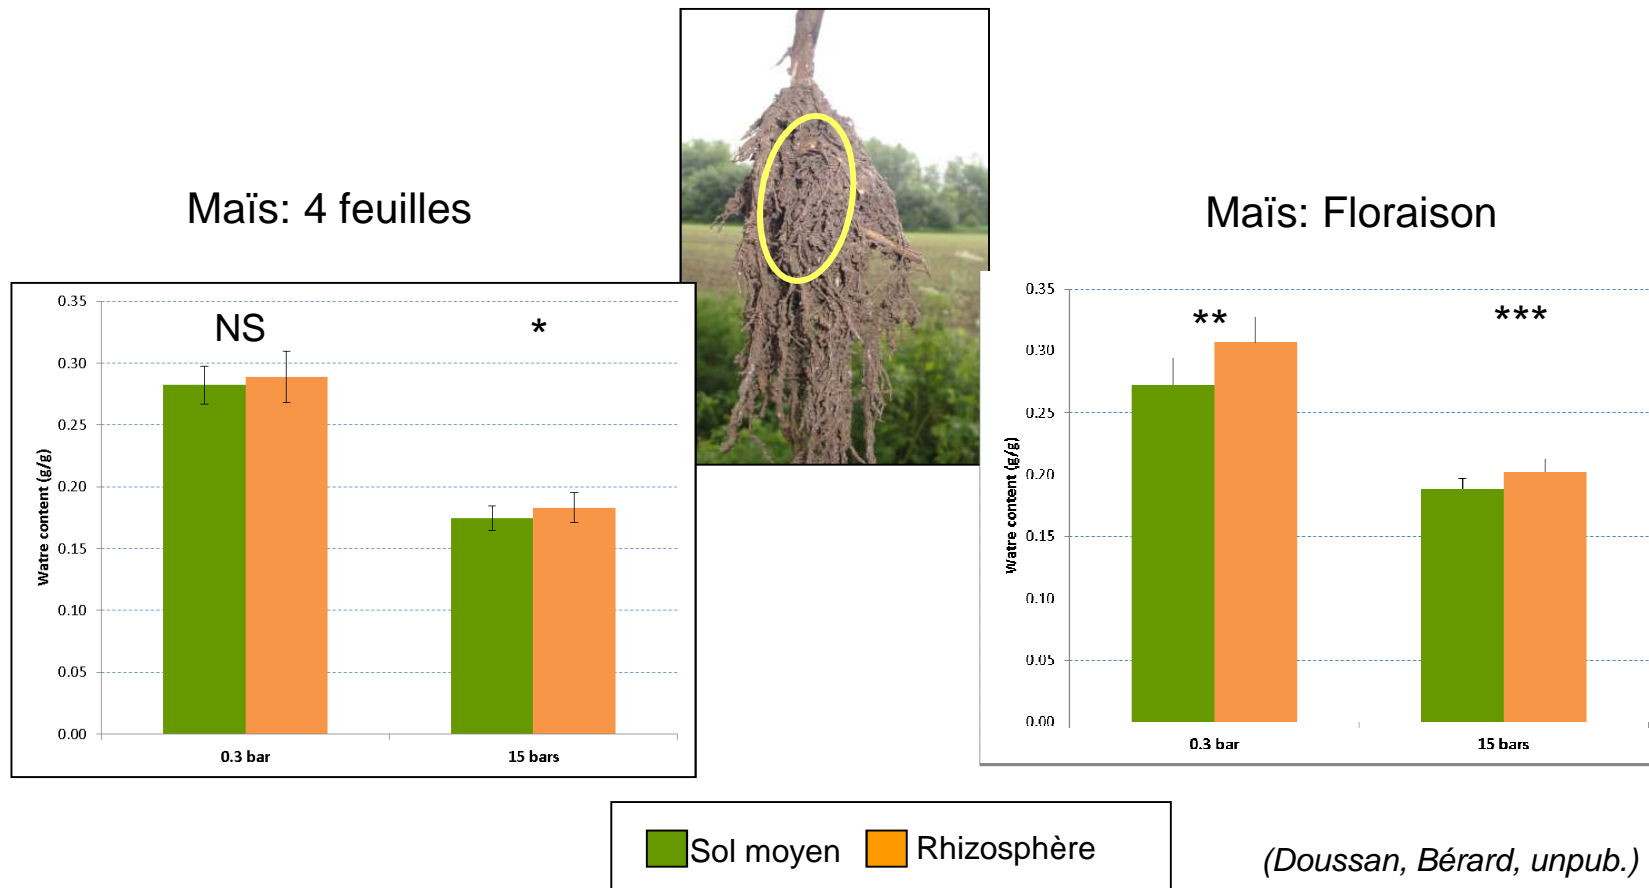 Maïs: 4 feuilles
Maïs: Floraison
0.35
0.30
0.25
0.20
0.15
0.10
0.05
0.00
Watre content (g/g)
NS
*
0.3 bar
15 bars
0.35
0.30
0.25
0.20
0.15
0.10
0.05
0.00
Watre content (g/g)
**
***
0.3 bar
15 bars
Sol moyen
Rhizosphère
(Doussan, Bérard, unpub.)